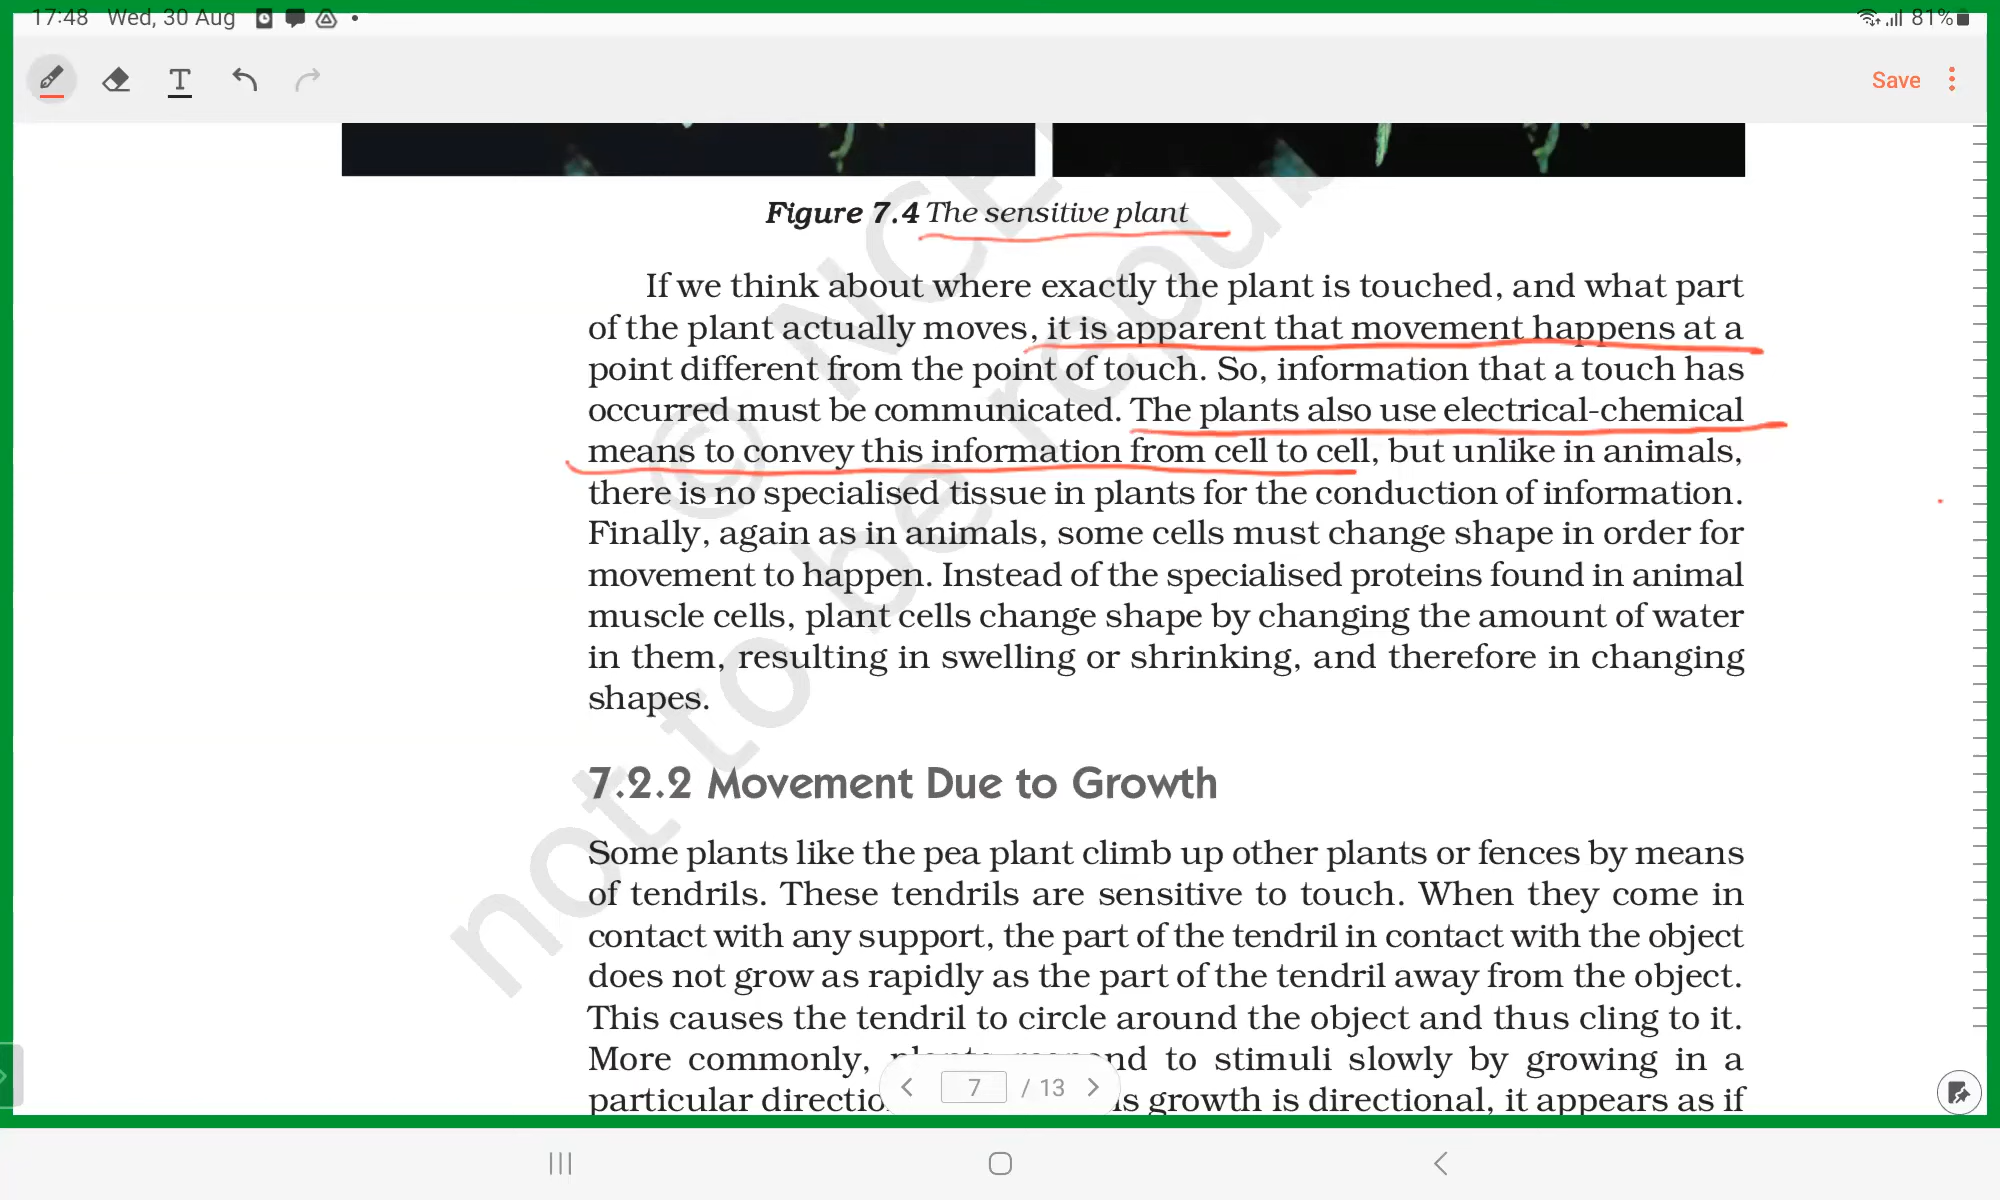 17:48 Wed, 30 Aug
81%
Save
Figure 7.4 The sensitive plant
If we think about where exactly the plant is touched, and what part
of the plant actually moves, it is apparent that movement happens at a
point different from the point of touch. So, information that a touch has
occurred must be communicated. The plants also use electrical-chemical
means to convey this information from cell to cell, but unlike in animals,
there is no specialised tissue in plants for the conduction of information.
Finally, again as in animals, some cells must change shape in order for
movement to happen. Instead of the specialised proteins found in animal
muscle cells, plant cells change shape by changing the amount of water
in them, resulting in swelling or shrinking, and therefore in changing
shapes.
7.2.2 Movement Due to Growth
Some plants like the pea plant climb up other plants or fences by means
of tendrils. These tendrils are sensitive to touch. When they come in
contact with any support, the part of the tendril in contact with the object
does not grow as rapidly as the part of the tendril away from the object.
This causes the tendril to circle around the object and thus cling to it.
More commonly, to stimuli slowly by growing in a
particular growth is directional, it appears as if
7 / 13
© NCE
not to be repub